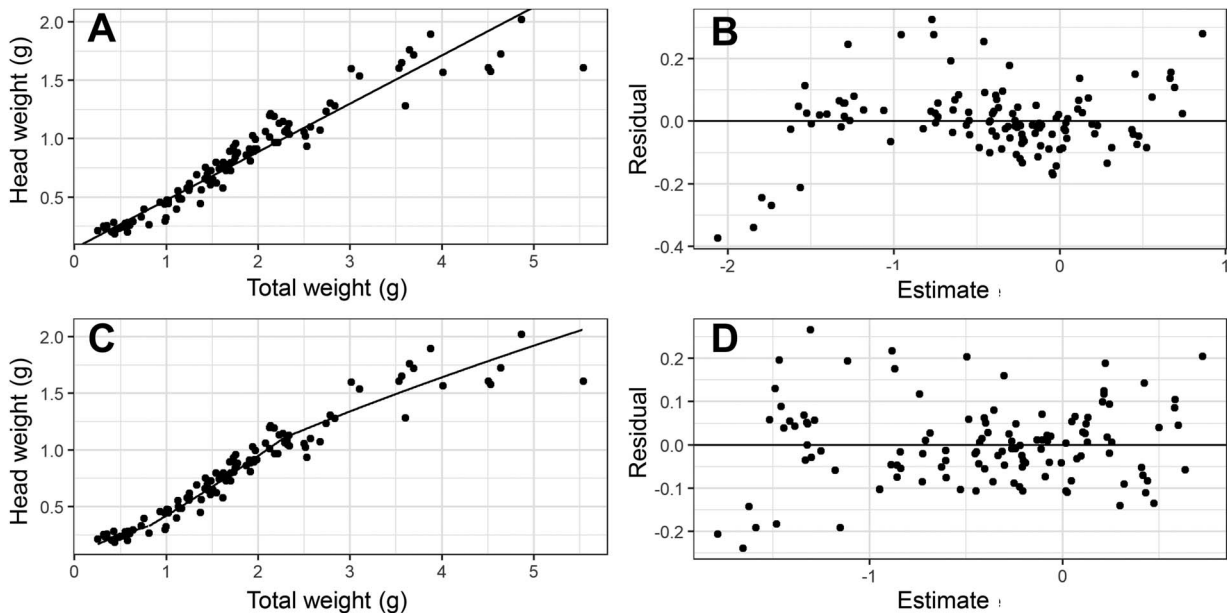 A
Head weight (g)
2.0
1.5
1.0
0.5
0 1 2 3 4 5
Total weight (g)
B
Residual
0.2
0.0
-0.2
-0.4
-2 -1 0 1
Estimate
C
Head weight (g)
2.0
1.5
1.0
0.5
0 1 2 3 4 5
Total weight (g)
D
Residual
0.2
0.1
0.0
-0.1
-0.2
-1 0
Estimate